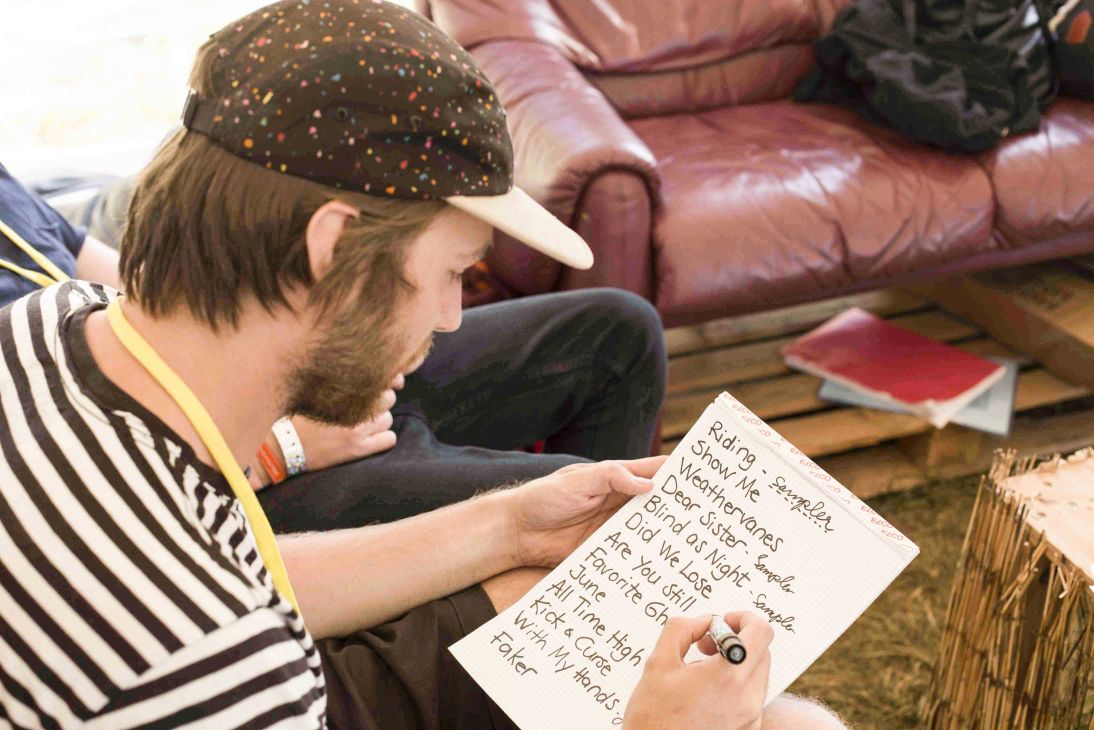 Riding - Sampler
Show Me
Weathervanes
Dear Sister - Sampler
Blind as Night - Sampler
Did We Lose
Are You Still
Favorite Gh
June
All Time High
Kick & Curse
With My Hands -
Faker